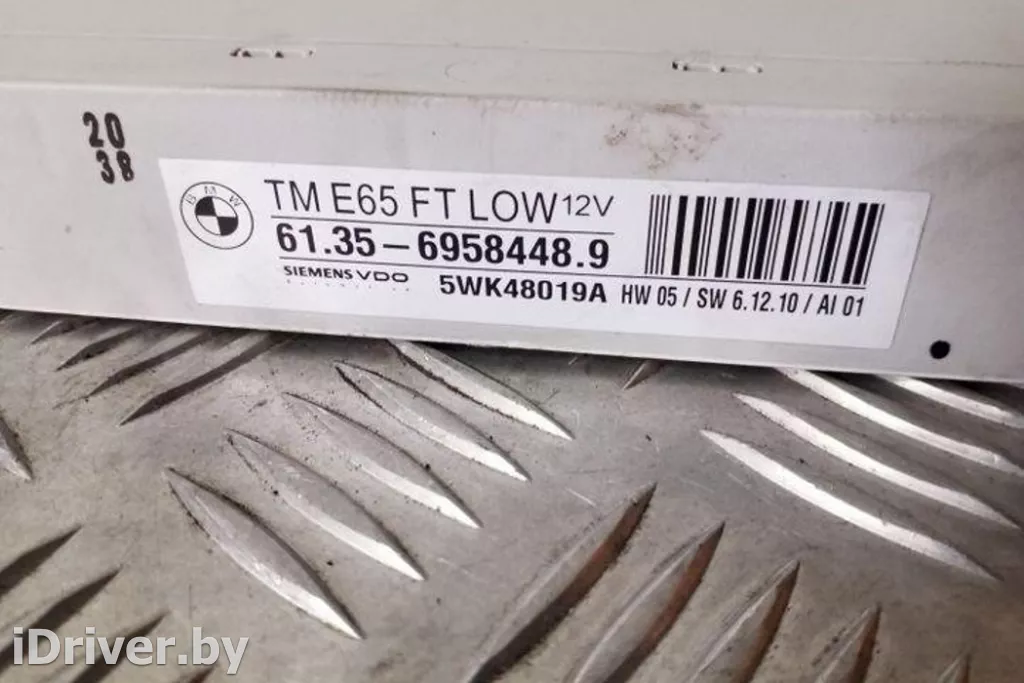 20
38
BMW
TM E65 FT LOW 12V
61.35-6958448.9
SIEMENS VDO
5WK48019A HW 05 / SW 6.12.10 / AI 01
iDriver.by